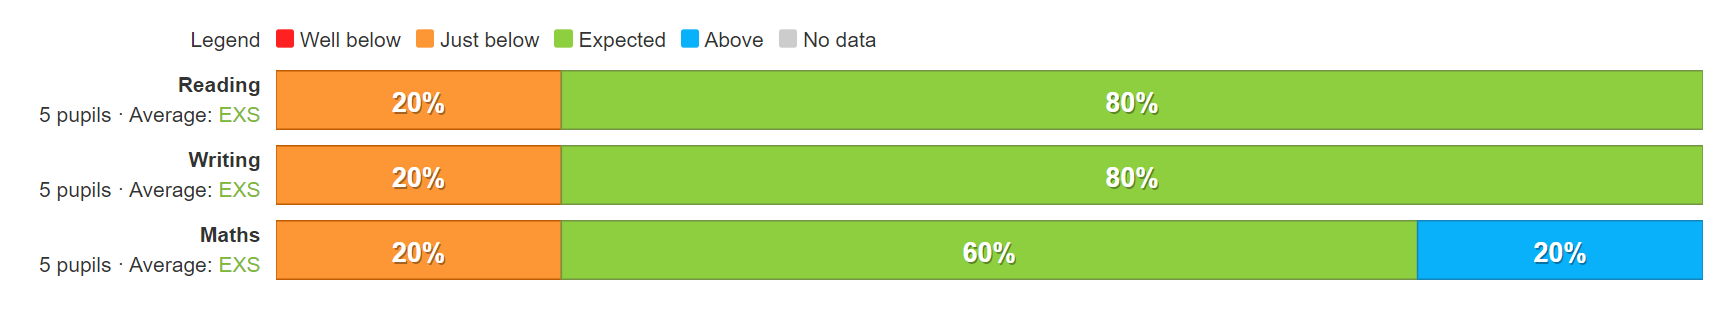 Legend Well below Just below Expected Above No data
Reading
5 pupils · Average: EXS
20% 80%
Writing
5 pupils · Average: EXS
20% 80%
Maths
5 pupils · Average: EXS
20% 60% 20%